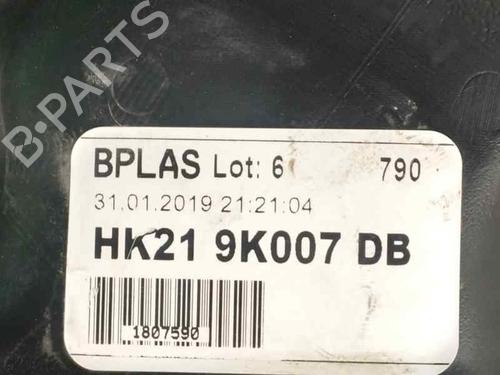 B-PARTS
BPLAS Lot: 6 790
31.01.2019 21:21:04
HK21 9K007 DB
1807590